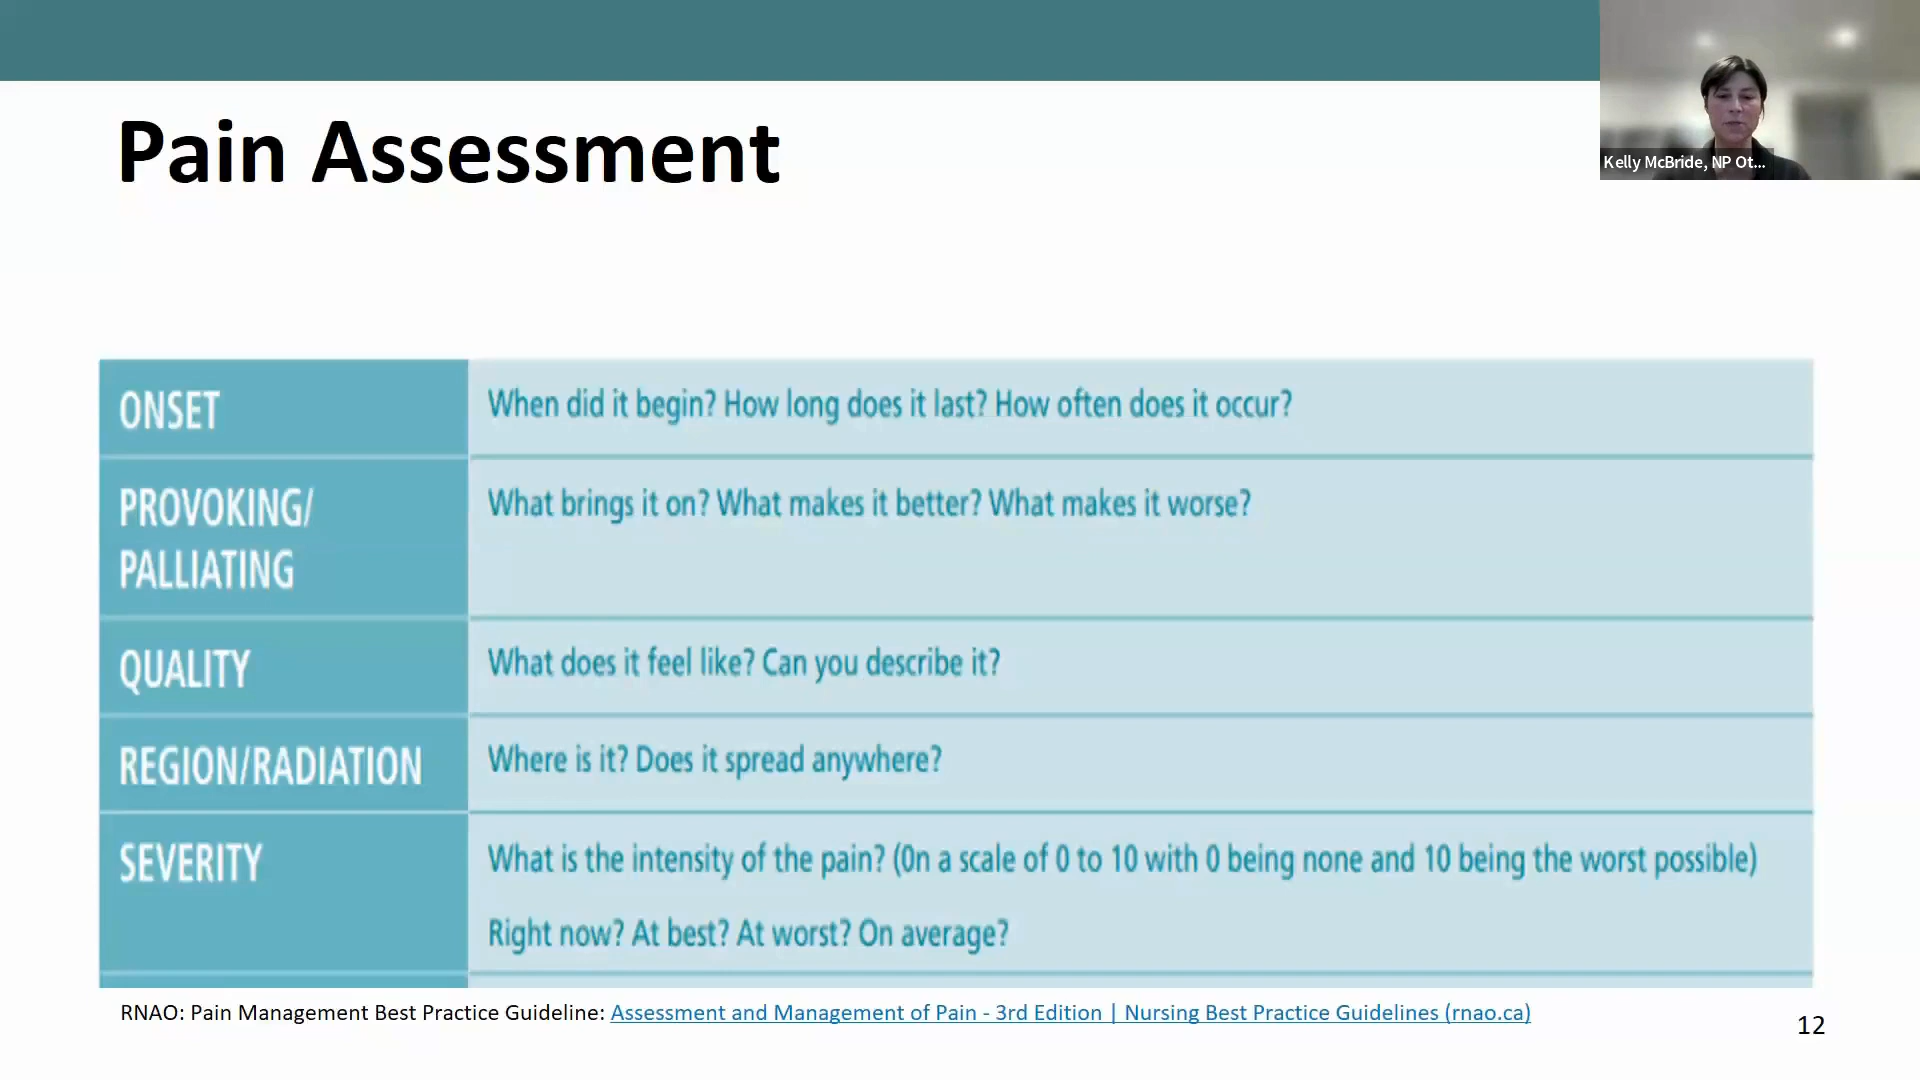 Pain Assessment
Kelly McBride, NP Ot...
ONSET
When did it begin? How long does it last? How often does it occur?
PROVOKING/
PALLIATING
What brings it on? What makes it better? What makes it worse?
QUALITY
What does it feel like? Can you describe it?
REGION/RADIATION
Where is it? Does it spread anywhere?
SEVERITY
What is the intensity of the pain? (On a scale of 0 to 10 with 0 being none and 10 being the worst possible)
Right now? At best? At worst? On average?
RNAO: Pain Management Best Practice Guideline: Assessment and Management of Pain - 3rd Edition | Nursing Best Practice Guidelines (rnao.ca)
12